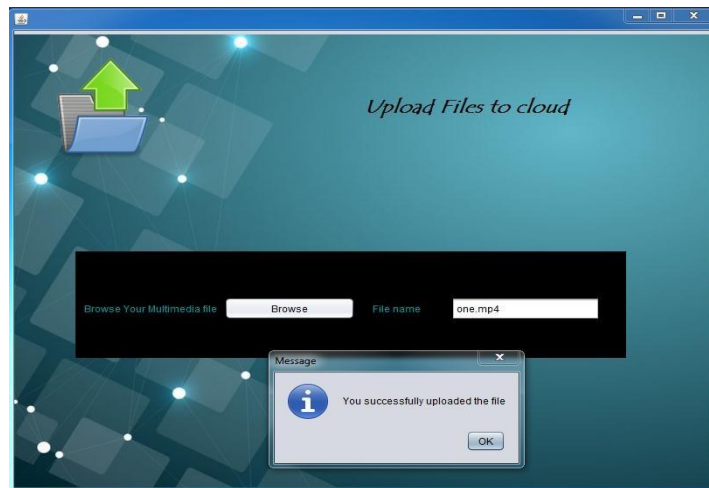 Upload Files to cloud
Browse Your Multimedia file Browse File name one.mp4
Message
You successfully uploaded the file
OK